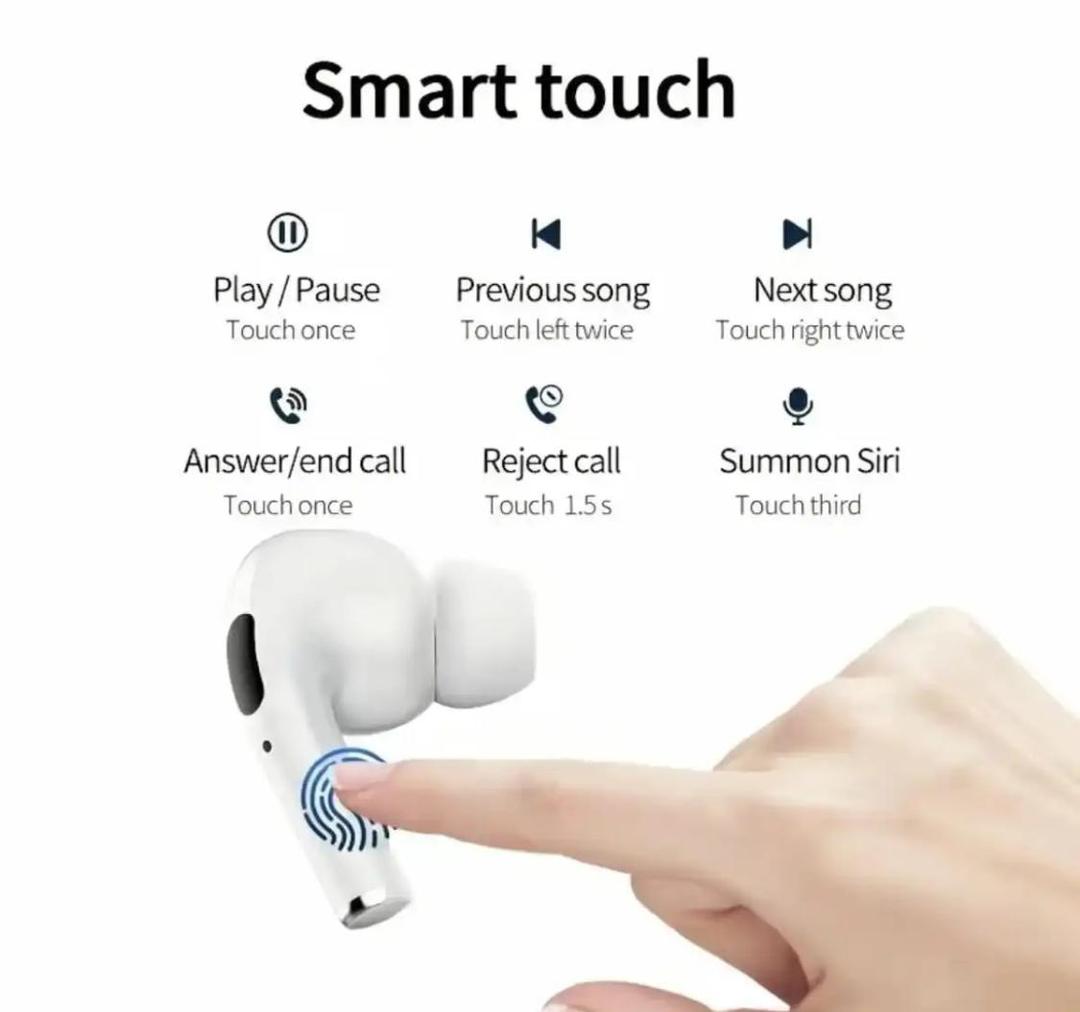 Smart touch
Play / Pause
Touch once
Previous song
Touch left twice
Next song
Touch right twice
Answer/end call
Touch once
Reject call
Touch 1.5 s
Summon Siri
Touch third